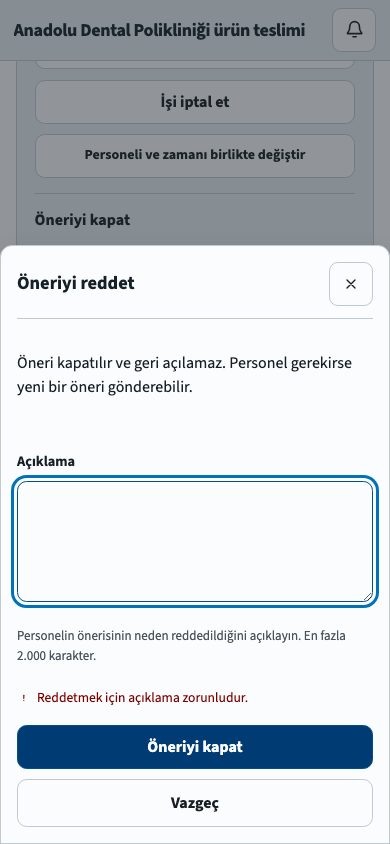 Anadolu Dental Polikliniği ürün teslimi
İşi iptal et
Personeli ve zamanı birlikte değiştir
Öneriyi kapat
Öneriyi reddet
Öneri kapatılır ve geri açılamaz. Personel gerekirse
yeni bir öneri gönderebilir.
Açıklama
Personelin önerisinin neden reddedildiğini açıklayın. En fazla
2.000 karakter.
! Reddetmek için açıklama zorunludur.
Öneriyi kapat
Vazgeç